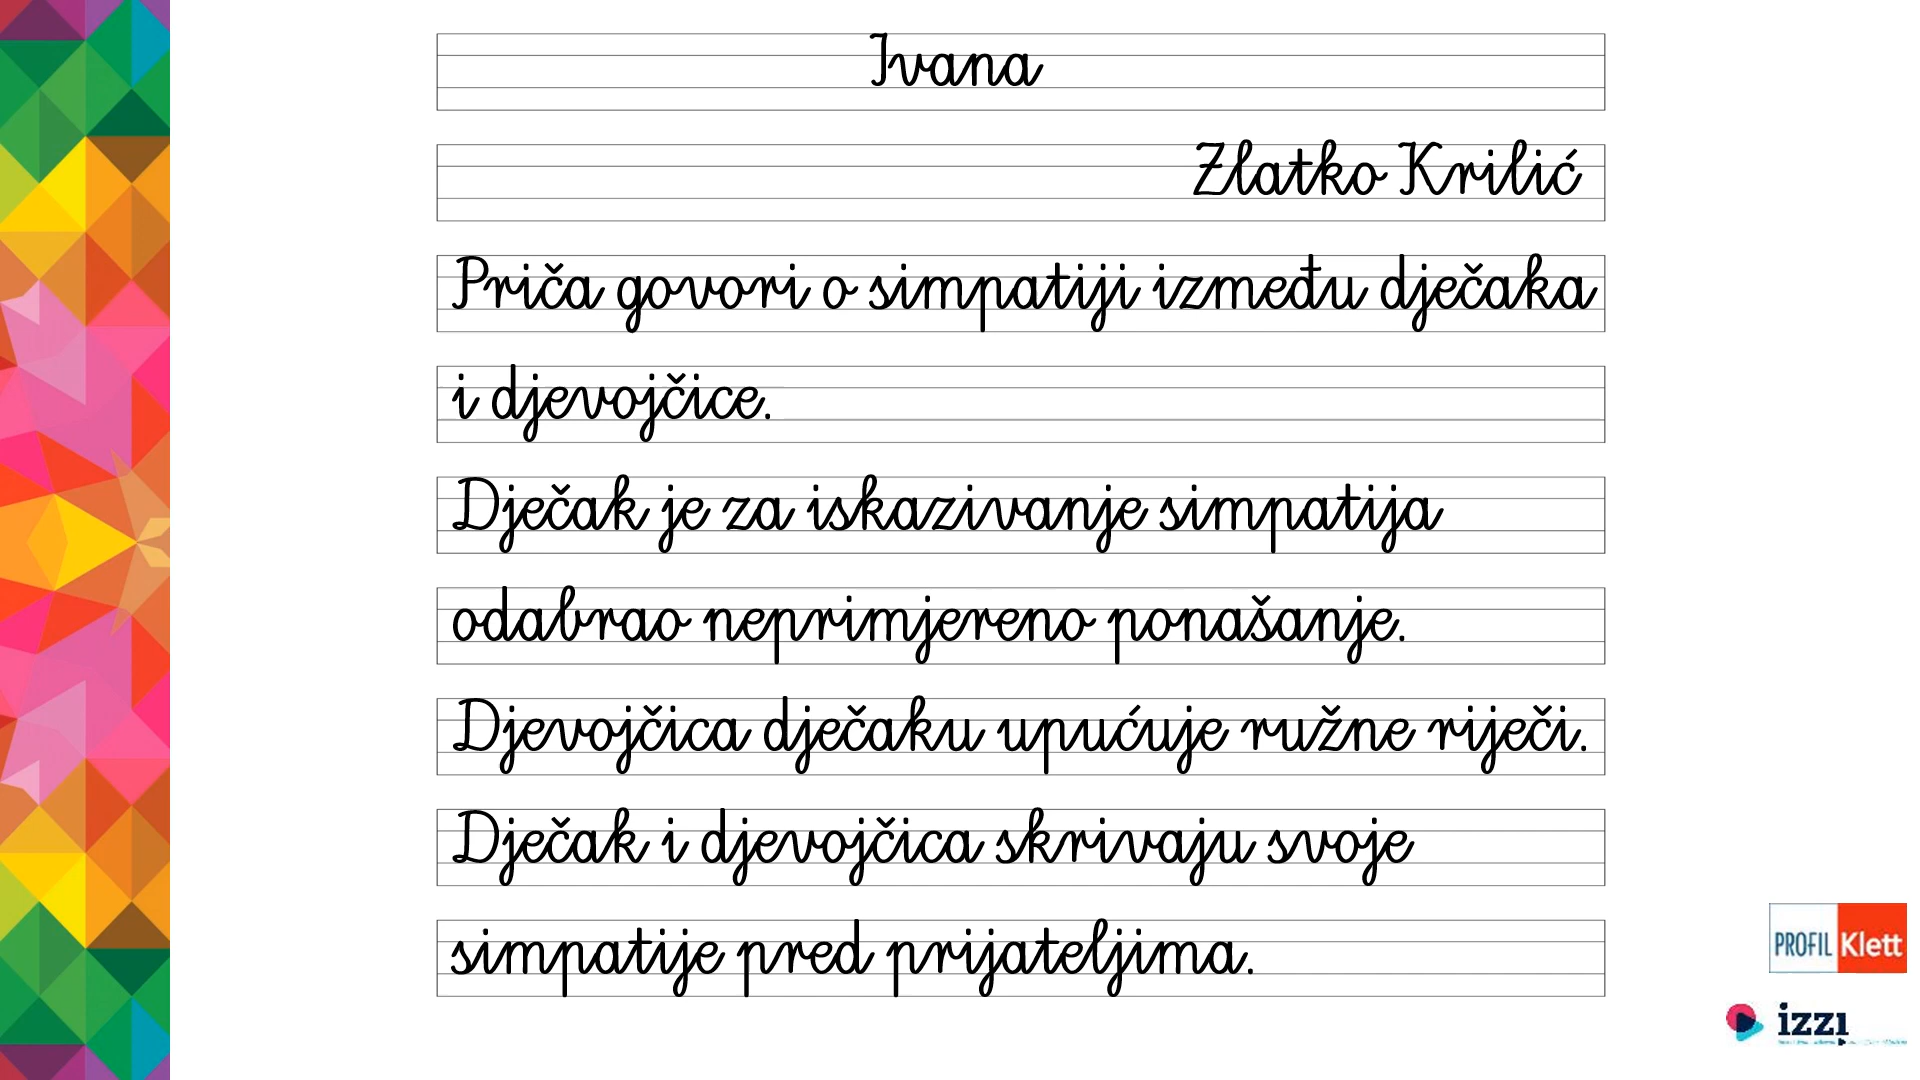 Ivana
Zlatko Krilić
Priča govori o simpatiji između dječaka
i djevojčice.
Dječak je za iskazivanje simpatija
odabrao neprimjereno ponašanje.
Djevojčica dječaku upućuje ružne riječi.
Dječak i djevojčica skrivaju svoje
simpatije pred prijateljima.
PROFIL Klett
izzi